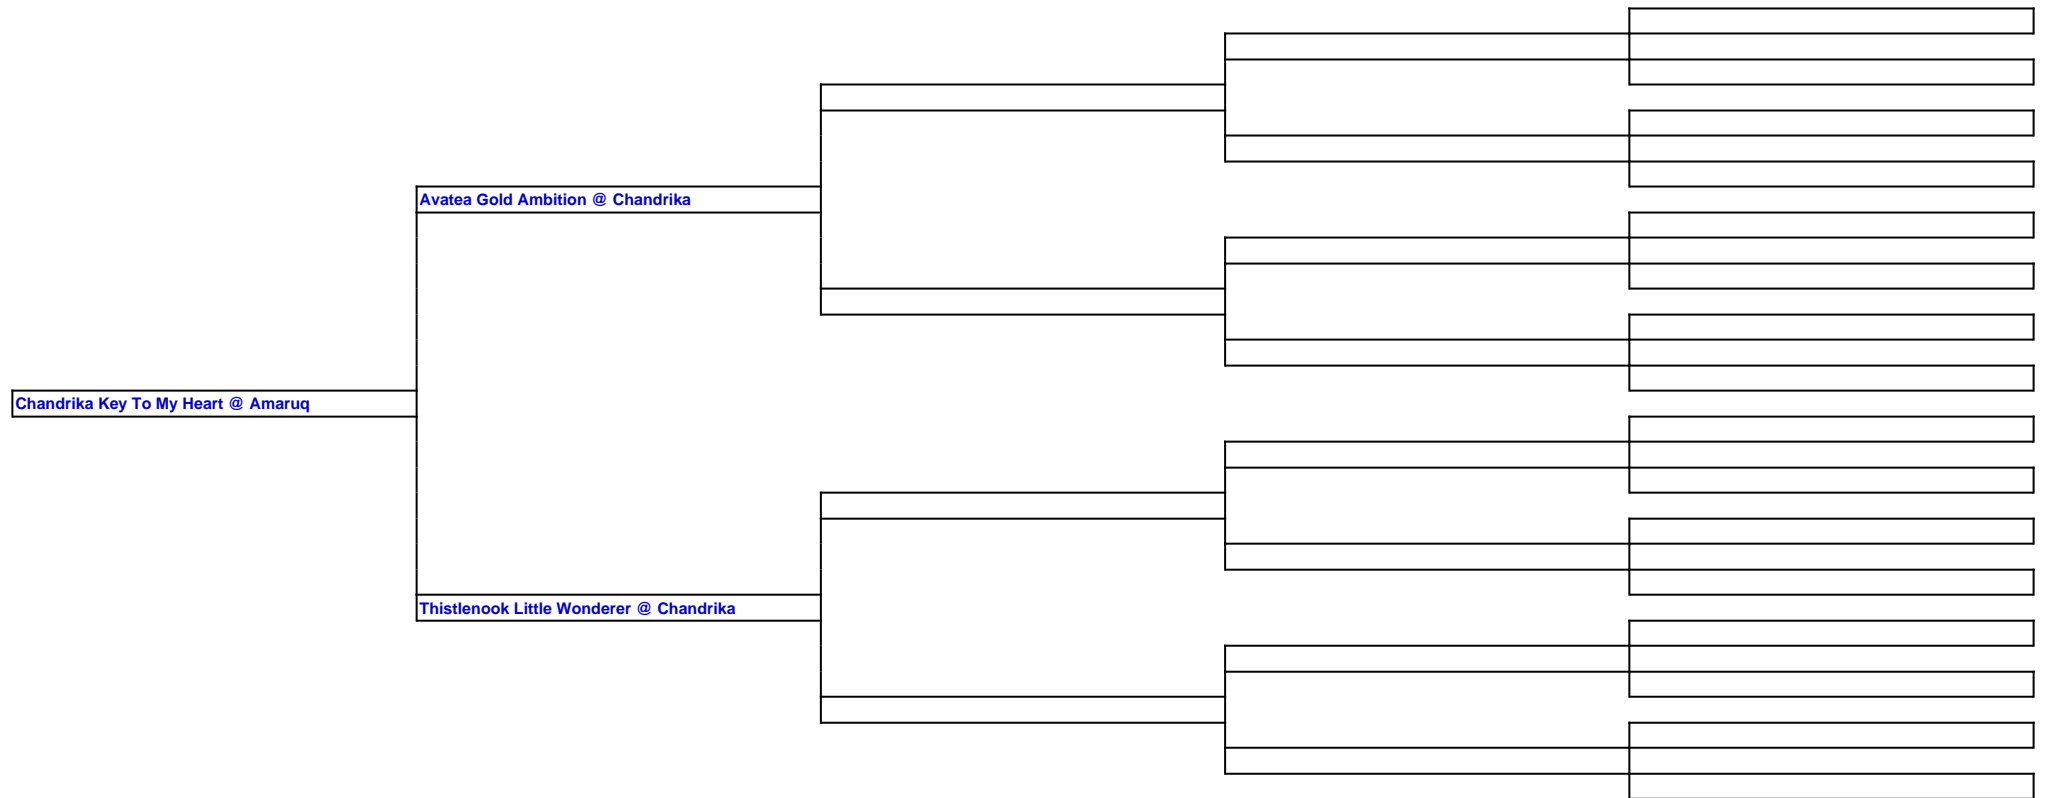 Avatea Gold Ambition @ Chandrika
Chandrika Key To My Heart @ Amaruq
Thistlenook Little Wonderer @ Chandrika